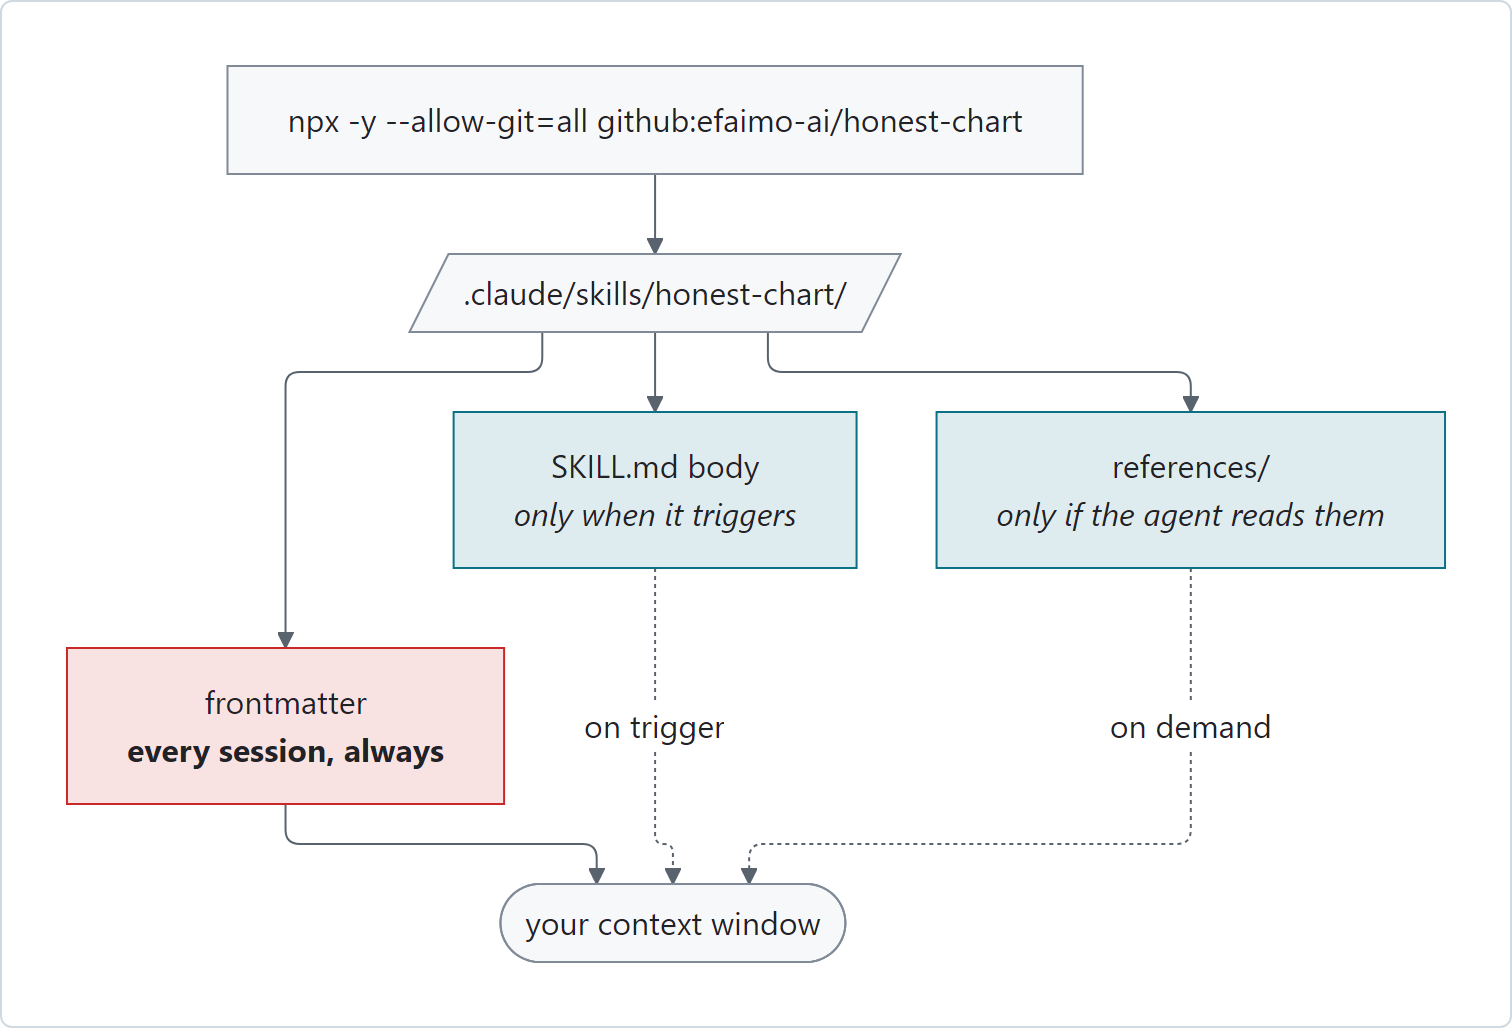 npx -y --allow-git=all github:efaimo-ai/honest-chart
.claude/skills/honest-chart/
SKILL.md body
only when it triggers
references/
only if the agent reads them
frontmatter
every session, always
on trigger
on demand
your context window